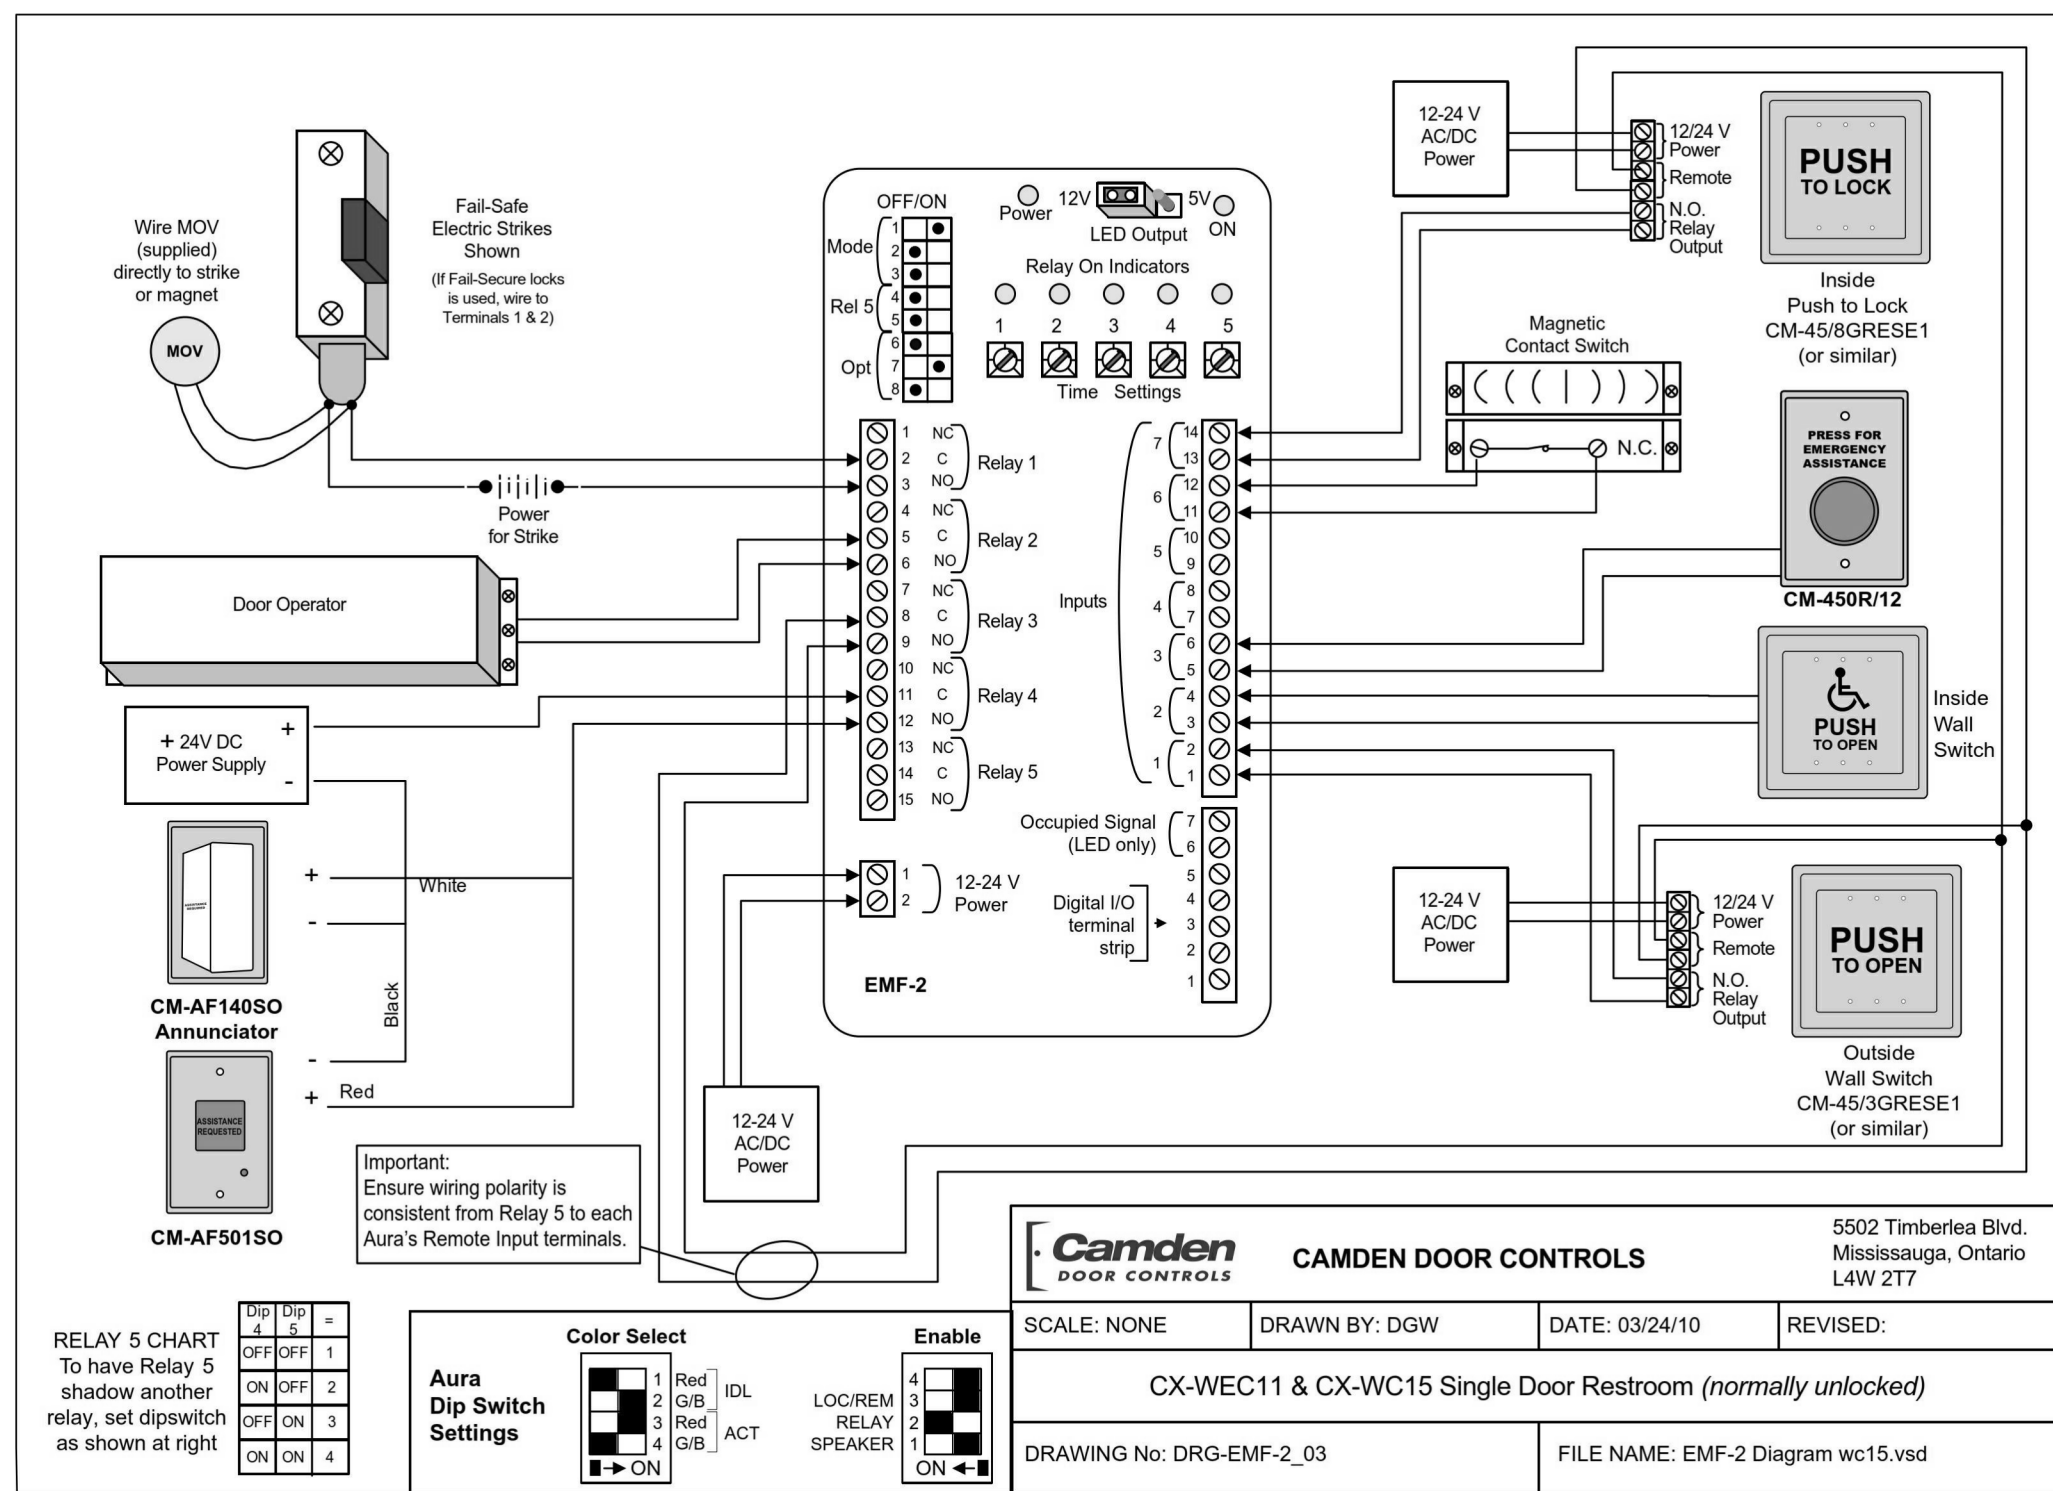 Wire MOV
(supplied)
directly to strike
or magnet
MOV
Fail-Safe
Electric Strikes
Shown
(If Fail-Secure locks
is used, wire to
Terminals 1 & 2)
Power
for Strike
Door Operator
+ 24V DC
Power Supply
+
-
+
White
-
CM-AF140SO
Annunciator
Black
-
+ Red
ASSISTANCE
REQUESTED
CM-AF501SO
OFF/ON
Mode
1
2
3
Rel 5
4
5
Opt
6
7
8
Power
12V
5V
LED Output
ON
Relay On Indicators
1 2 3 4 5
Time Settings
1 NC
2 C
3 NO
Relay 1
4 NC
5 C
6 NO
Relay 2
7 NC
8 C
9 NO
Relay 3
10 NC
11 C
12 NO
Relay 4
13 NC
14 C
15 NO
Relay 5
1
2
12-24 V
Power
EMF-2
Inputs
7
14
13
6
12
11
5
10
9
4
8
7
3
6
5
2
4
3
1
2
1
Occupied Signal
(LED only)
7
6
5
4
3
2
1
Digital I/O
terminal
strip
12-24 V
AC/DC
Power
12-24 V
AC/DC
Power
12/24 V
Power
Remote
N.O.
Relay
Output
PUSH
TO LOCK
Inside
Push to Lock
CM-45/8GRESE1
(or similar)
Magnetic
Contact Switch
N.C.
PRESS FOR
EMERGENCY
ASSISTANCE
CM-450R/12
PUSH
TO OPEN
Inside
Wall
Switch
12-24 V
AC/DC
Power
12/24 V
Power
Remote
N.O.
Relay
Output
PUSH
TO OPEN
Outside
Wall Switch
CM-45/3GRESE1
(or similar)
Important:
Ensure wiring polarity is
consistent from Relay 5 to each
Aura's Remote Input terminals.
RELAY 5 CHART
To have Relay 5
shadow another
relay, set dipswitch
as shown at right
Dip 4 Dip 5 =
OFF OFF 1
ON OFF 2
OFF ON 3
ON ON 4
Aura
Dip Switch
Settings
Color Select
1 Red
2 G/B
IDL
3 Red
4 G/B
ACT
ON
Enable
4
LOC/REM 3
RELAY 2
SPEAKER 1
ON
Camden
DOOR CONTROLS
CAMDEN DOOR CONTROLS
5502 Timberlea Blvd.
Mississauga, Ontario
L4W 2T7
SCALE: NONE
DRAWN BY: DGW
DATE: 03/24/10
REVISED:
CX-WEC11 & CX-WC15 Single Door Restroom (normally unlocked)
DRAWING No: DRG-EMF-2_03
FILE NAME: EMF-2 Diagram wc15.vsd